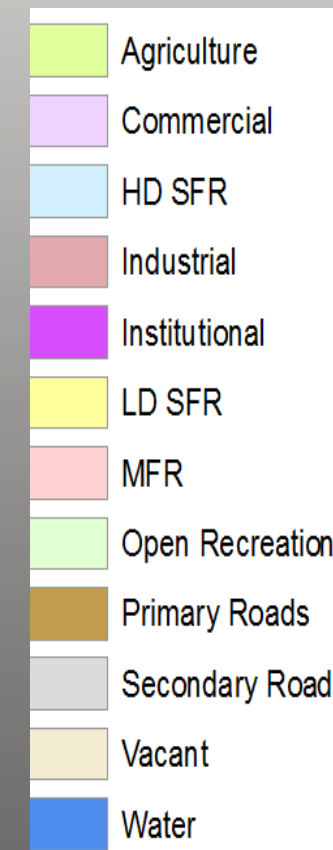 Agriculture
Commercial
HD SFR
Industrial
Institutional
LD SFR
MFR
Open Recreation
Primary Roads
Secondary Road
Vacant
Water